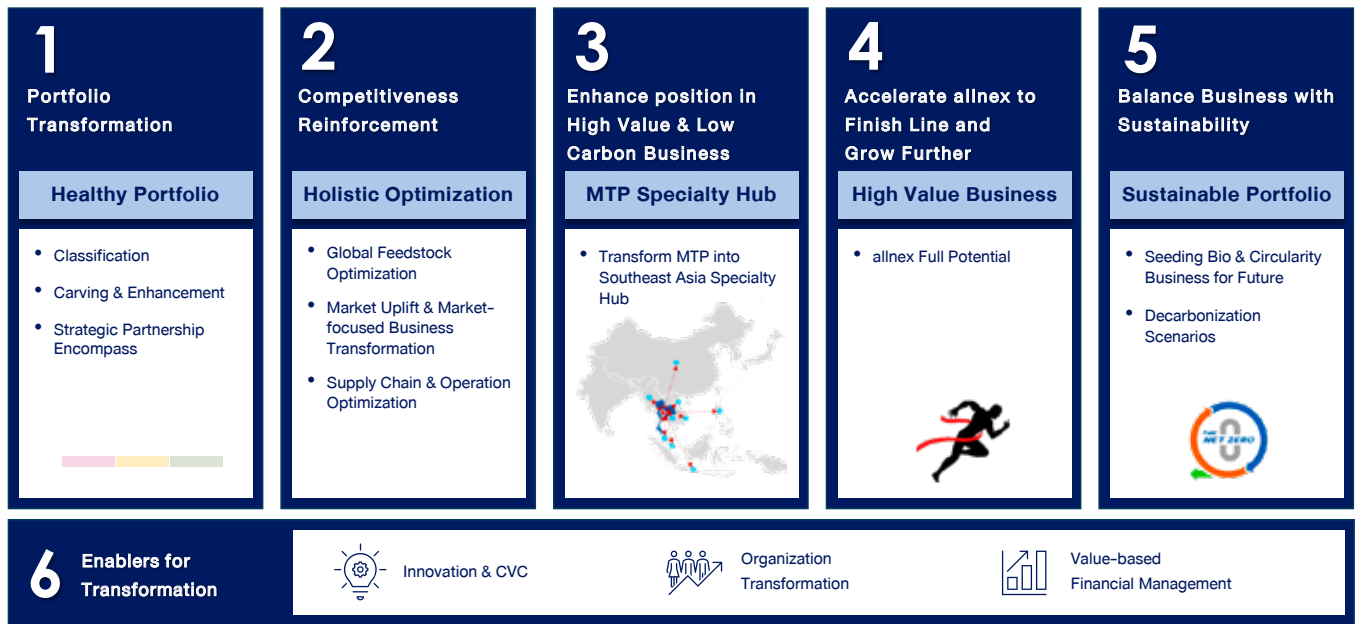 1
Portfolio
Transformation
Healthy Portfolio
• Classification
• Carving & Enhancement
• Strategic Partnership
Encompass
2
Competitiveness
Reinforcement
Holistic Optimization
• Global Feedstock
Optimization
• Market Uplift & Market-
focused Business
Transformation
• Supply Chain & Operation
Optimization
3
Enhance position in
High Value & Low
Carbon Business
MTP Specialty Hub
• Transform MTP into
Southeast Asia Specialty
Hub
4
Accelerate allnex to
Finish Line and
Grow Further
High Value Business
• allnex Full Potential
5
Balance Business with
Sustainability
Sustainable Portfolio
• Seeding Bio & Circularity
Business for Future
• Decarbonization
Scenarios
NET ZERO
0
6
Enablers for
Transformation
Innovation & CVC
Organization
Transformation
Value-based
Financial Management